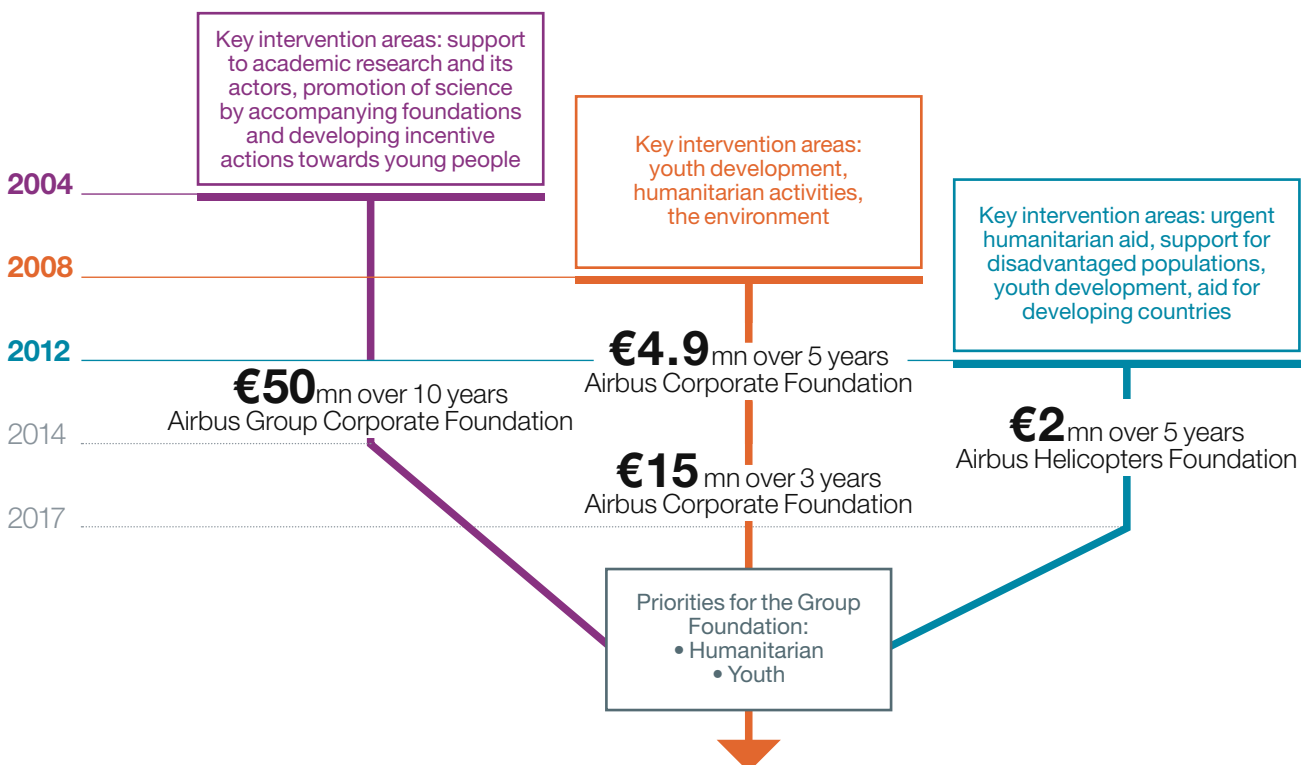 Key intervention areas: support
to academic research and its
actors, promotion of science
by accompanying foundations
and developing incentive
actions towards young people
2004
Key intervention areas:
youth development,
humanitarian activities,
the environment
2008
Key intervention areas: urgent
humanitarian aid, support for
disadvantaged populations,
youth development, aid for
developing countries
2012
€4.9mn over 5 years
Airbus Corporate Foundation
€50mn over 10 years
Airbus Group Corporate Foundation
€2mn over 5 years
Airbus Helicopters Foundation
2014
€15 mn over 3 years
Airbus Corporate Foundation
2017
Priorities for the Group
Foundation:
• Humanitarian
• Youth